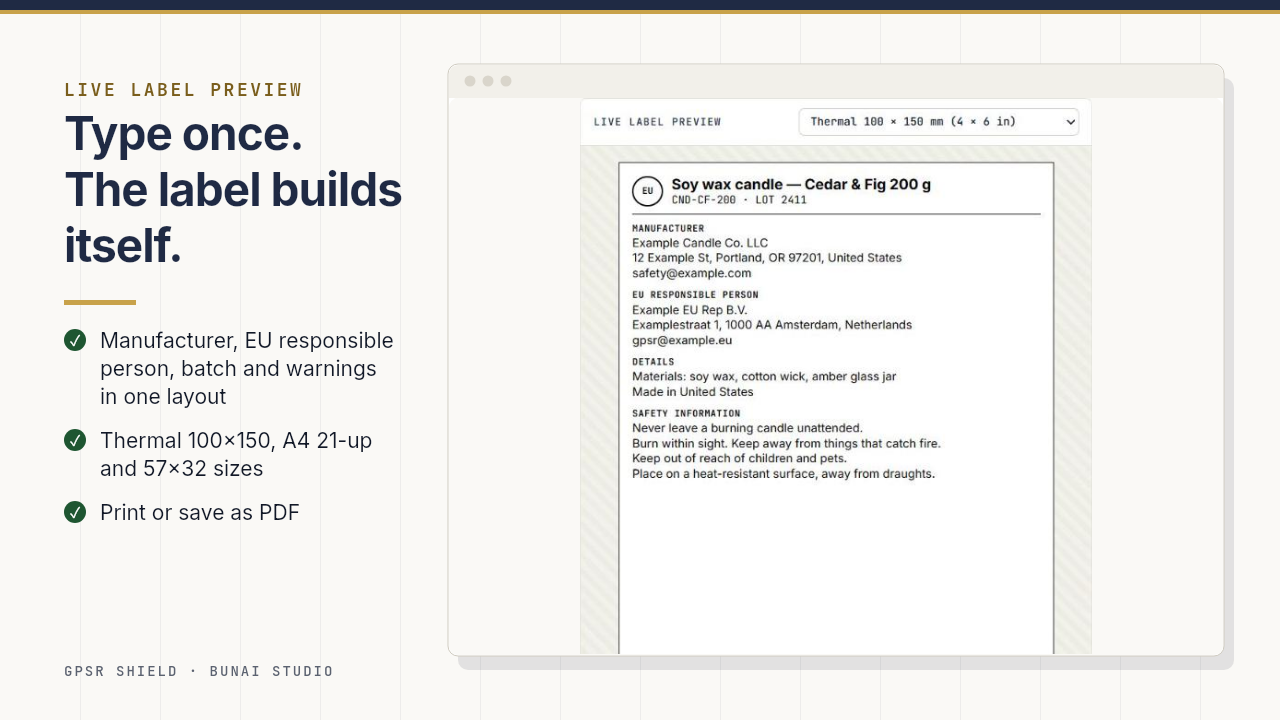 LIVE LABEL PREVIEW
Type once.
The label builds
itself.
Manufacturer, EU responsible
person, batch and warnings
in one layout
Thermal 100×150, A4 21-up
and 57×32 sizes
Print or save as PDF
GPSR SHIELD · BUNAI STUDIO
LIVE LABEL PREVIEW
Thermal 100 × 150 mm (4 × 6 in)
EU
Soy wax candle — Cedar & Fig 200 g
CND-CF-200 · LOT 2411
MANUFACTURER
Example Candle Co. LLC
12 Example St, Portland, OR 97201, United States
safety@example.com
EU RESPONSIBLE PERSON
Example EU Rep B.V.
Examplestraat 1, 1000 AA Amsterdam, Netherlands
gpsr@example.eu
DETAILS
Materials: soy wax, cotton wick, amber glass jar
Made in United States
SAFETY INFORMATION
Never leave a burning candle unattended.
Burn within sight. Keep away from things that catch fire.
Keep out of reach of children and pets.
Place on a heat-resistant surface, away from draughts.